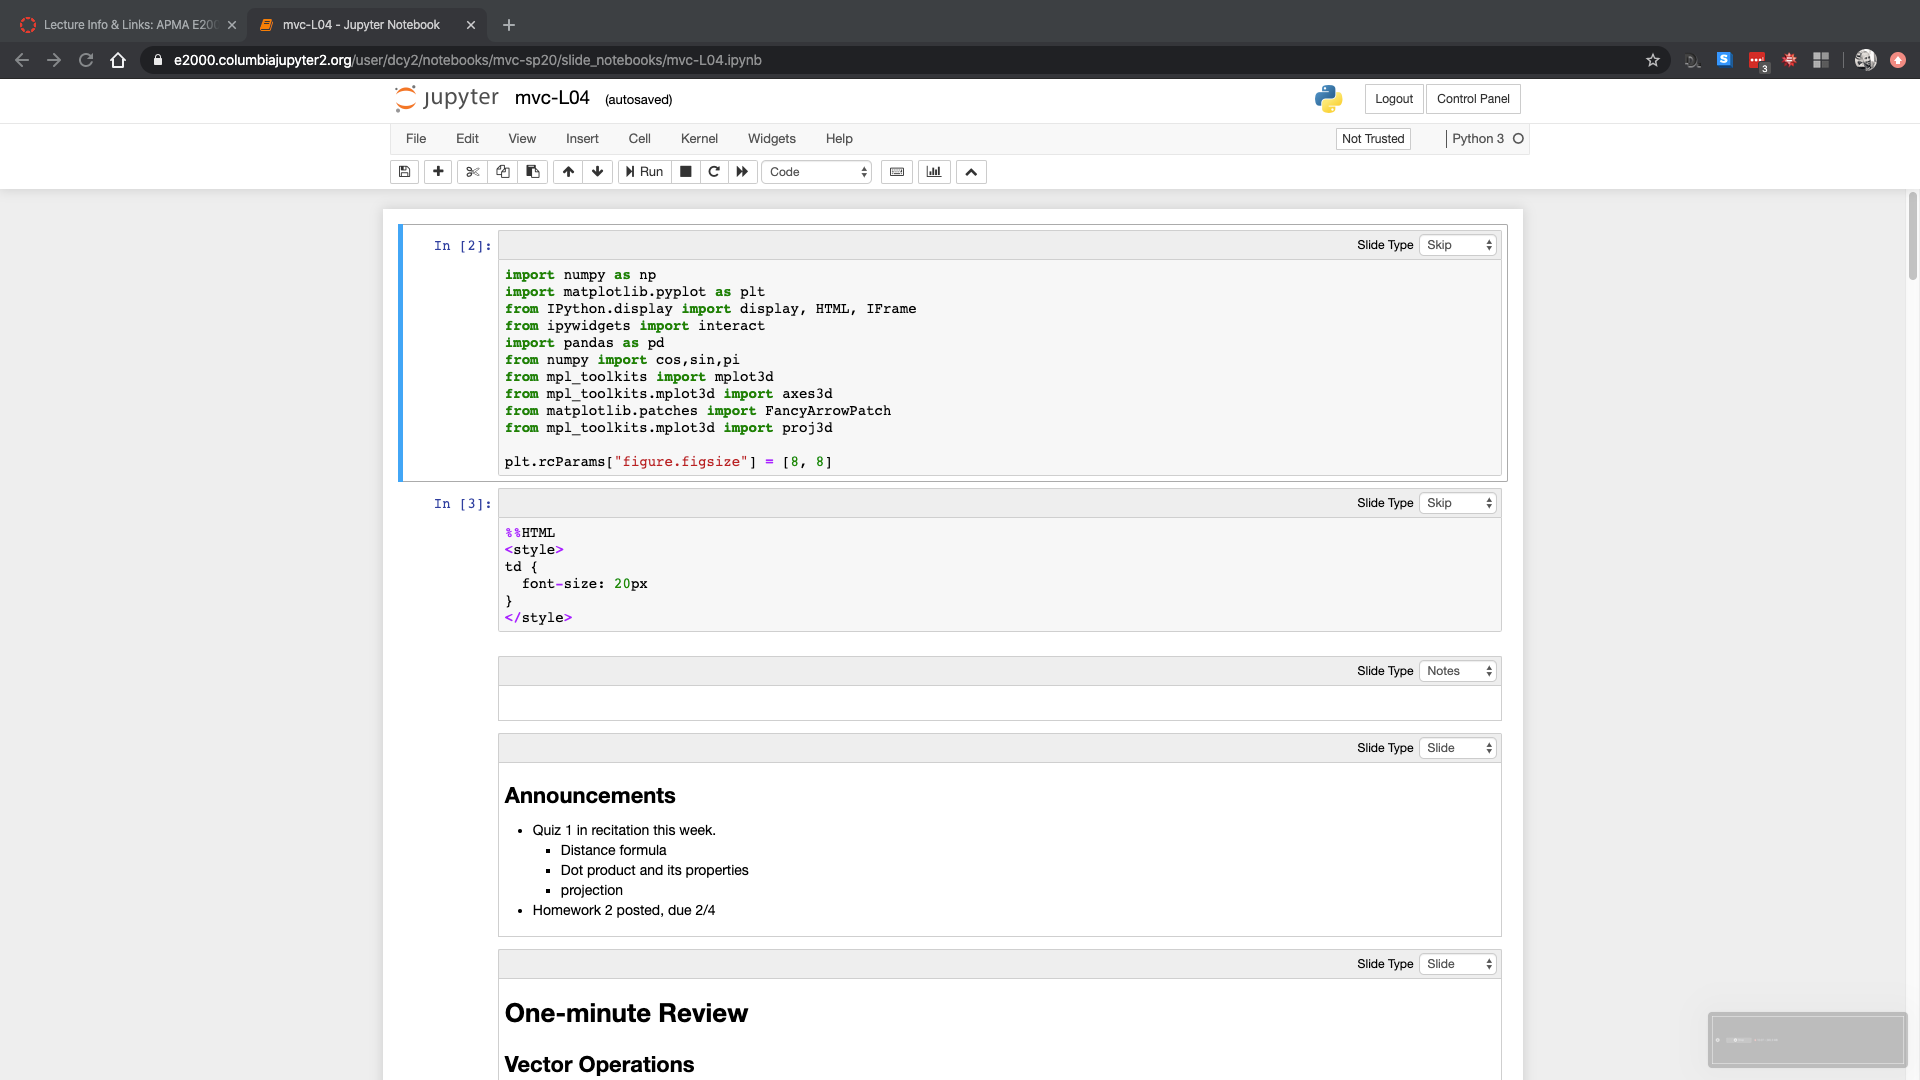 Lecture Info & Links: APMA E20
mvc-L04 - Jupyter Notebook
e2000.columbiajupyter2.org/user/dcy2/notebooks/mvc-sp20/slide_notebooks/mvc-L04.ipynb
S
3
jupyter mvc-L04 (autosaved)
Logout Control Panel
File Edit View Insert Cell Kernel Widgets Help
Not Trusted Python 3
Run Code
In [2]:
Slide Type Skip
import numpy as np
import matplotlib.pyplot as plt
from IPython.display import display, HTML, IFrame
from ipywidgets import interact
import pandas as pd
from numpy import cos,sin,pi
from mpl_toolkits import mplot3d
from mpl_toolkits.mplot3d import axes3d
from matplotlib.patches import FancyArrowPatch
from mpl_toolkits.mplot3d import proj3d
plt.rcParams["figure.figsize"] = [8, 8]
In [3]:
Slide Type Skip
%%HTML
<style>
td {
  font-size: 20px
}
</style>
Slide Type Notes
Slide Type Slide
Announcements
• Quiz 1 in recitation this week.
▪ Distance formula
▪ Dot product and its properties
▪ projection
• Homework 2 posted, due 2/4
Slide Type Slide
One-minute Review
Vector Operations